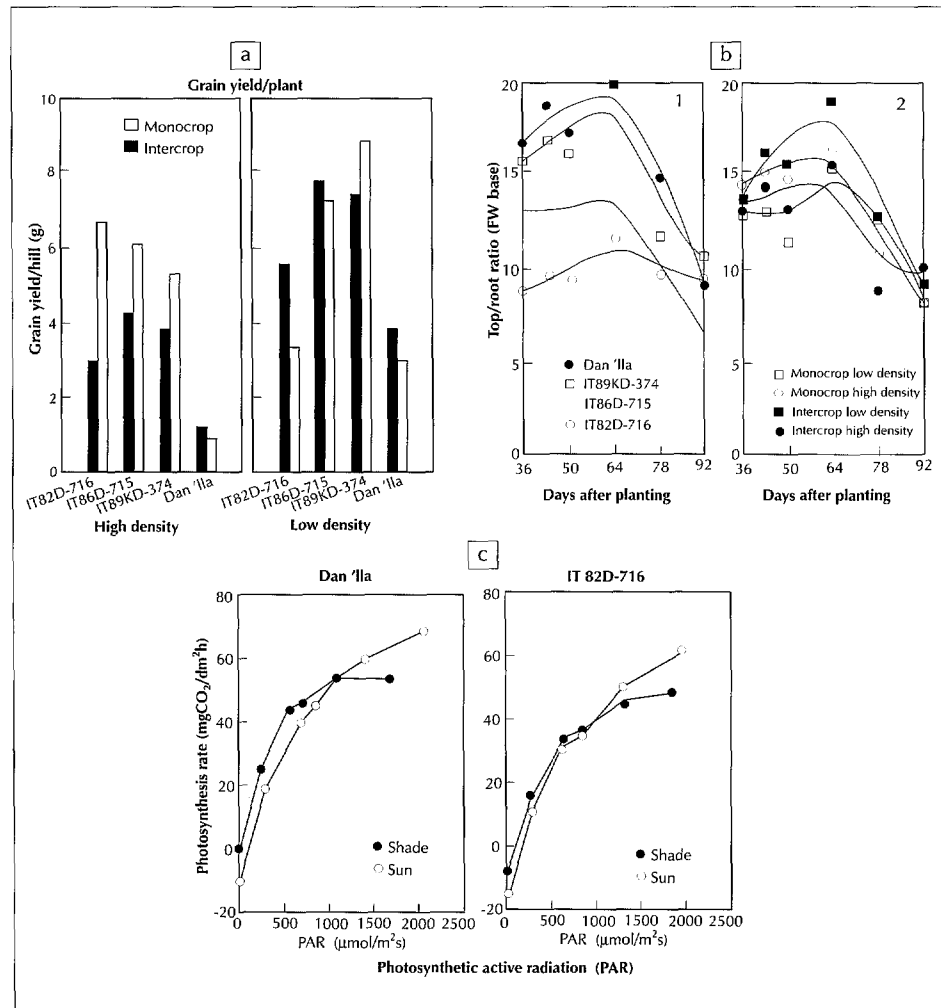 a
Grain yield/plant
10
8
6
4
2
0
Grain yield/hill (g)
Monocrop
Intercrop
IT82D-716
IT86D-715
IT89KD-374
Dan 'Ila
High density
IT82D-716
IT86D-715
IT89KD-374
Dan 'Ila
Low density
b
20
15
10
5
0
Top/root ratio (FW base)
1
Dan 'Ila
IT89KD-374
IT86D-715
IT82D-716
36 50 64 78 92
Days after planting
20
15
10
5
0
2
Monocrop low density
Monocrop high density
Intercrop low density
Intercrop high density
36 50 64 78 92
Days after planting
c
Dan 'Ila
80
60
40
20
0
-20
Photosynthesis rate (mgCO₂/dm²h)
Shade
Sun
0 500 1000 1500 2000 2500
PAR (µmol/m²s)
IT 82D-716
80
60
40
20
0
-20
Shade
Sun
0 500 1000 1500 2000 2500
PAR (µmol/m²s)
Photosynthetic active radiation (PAR)